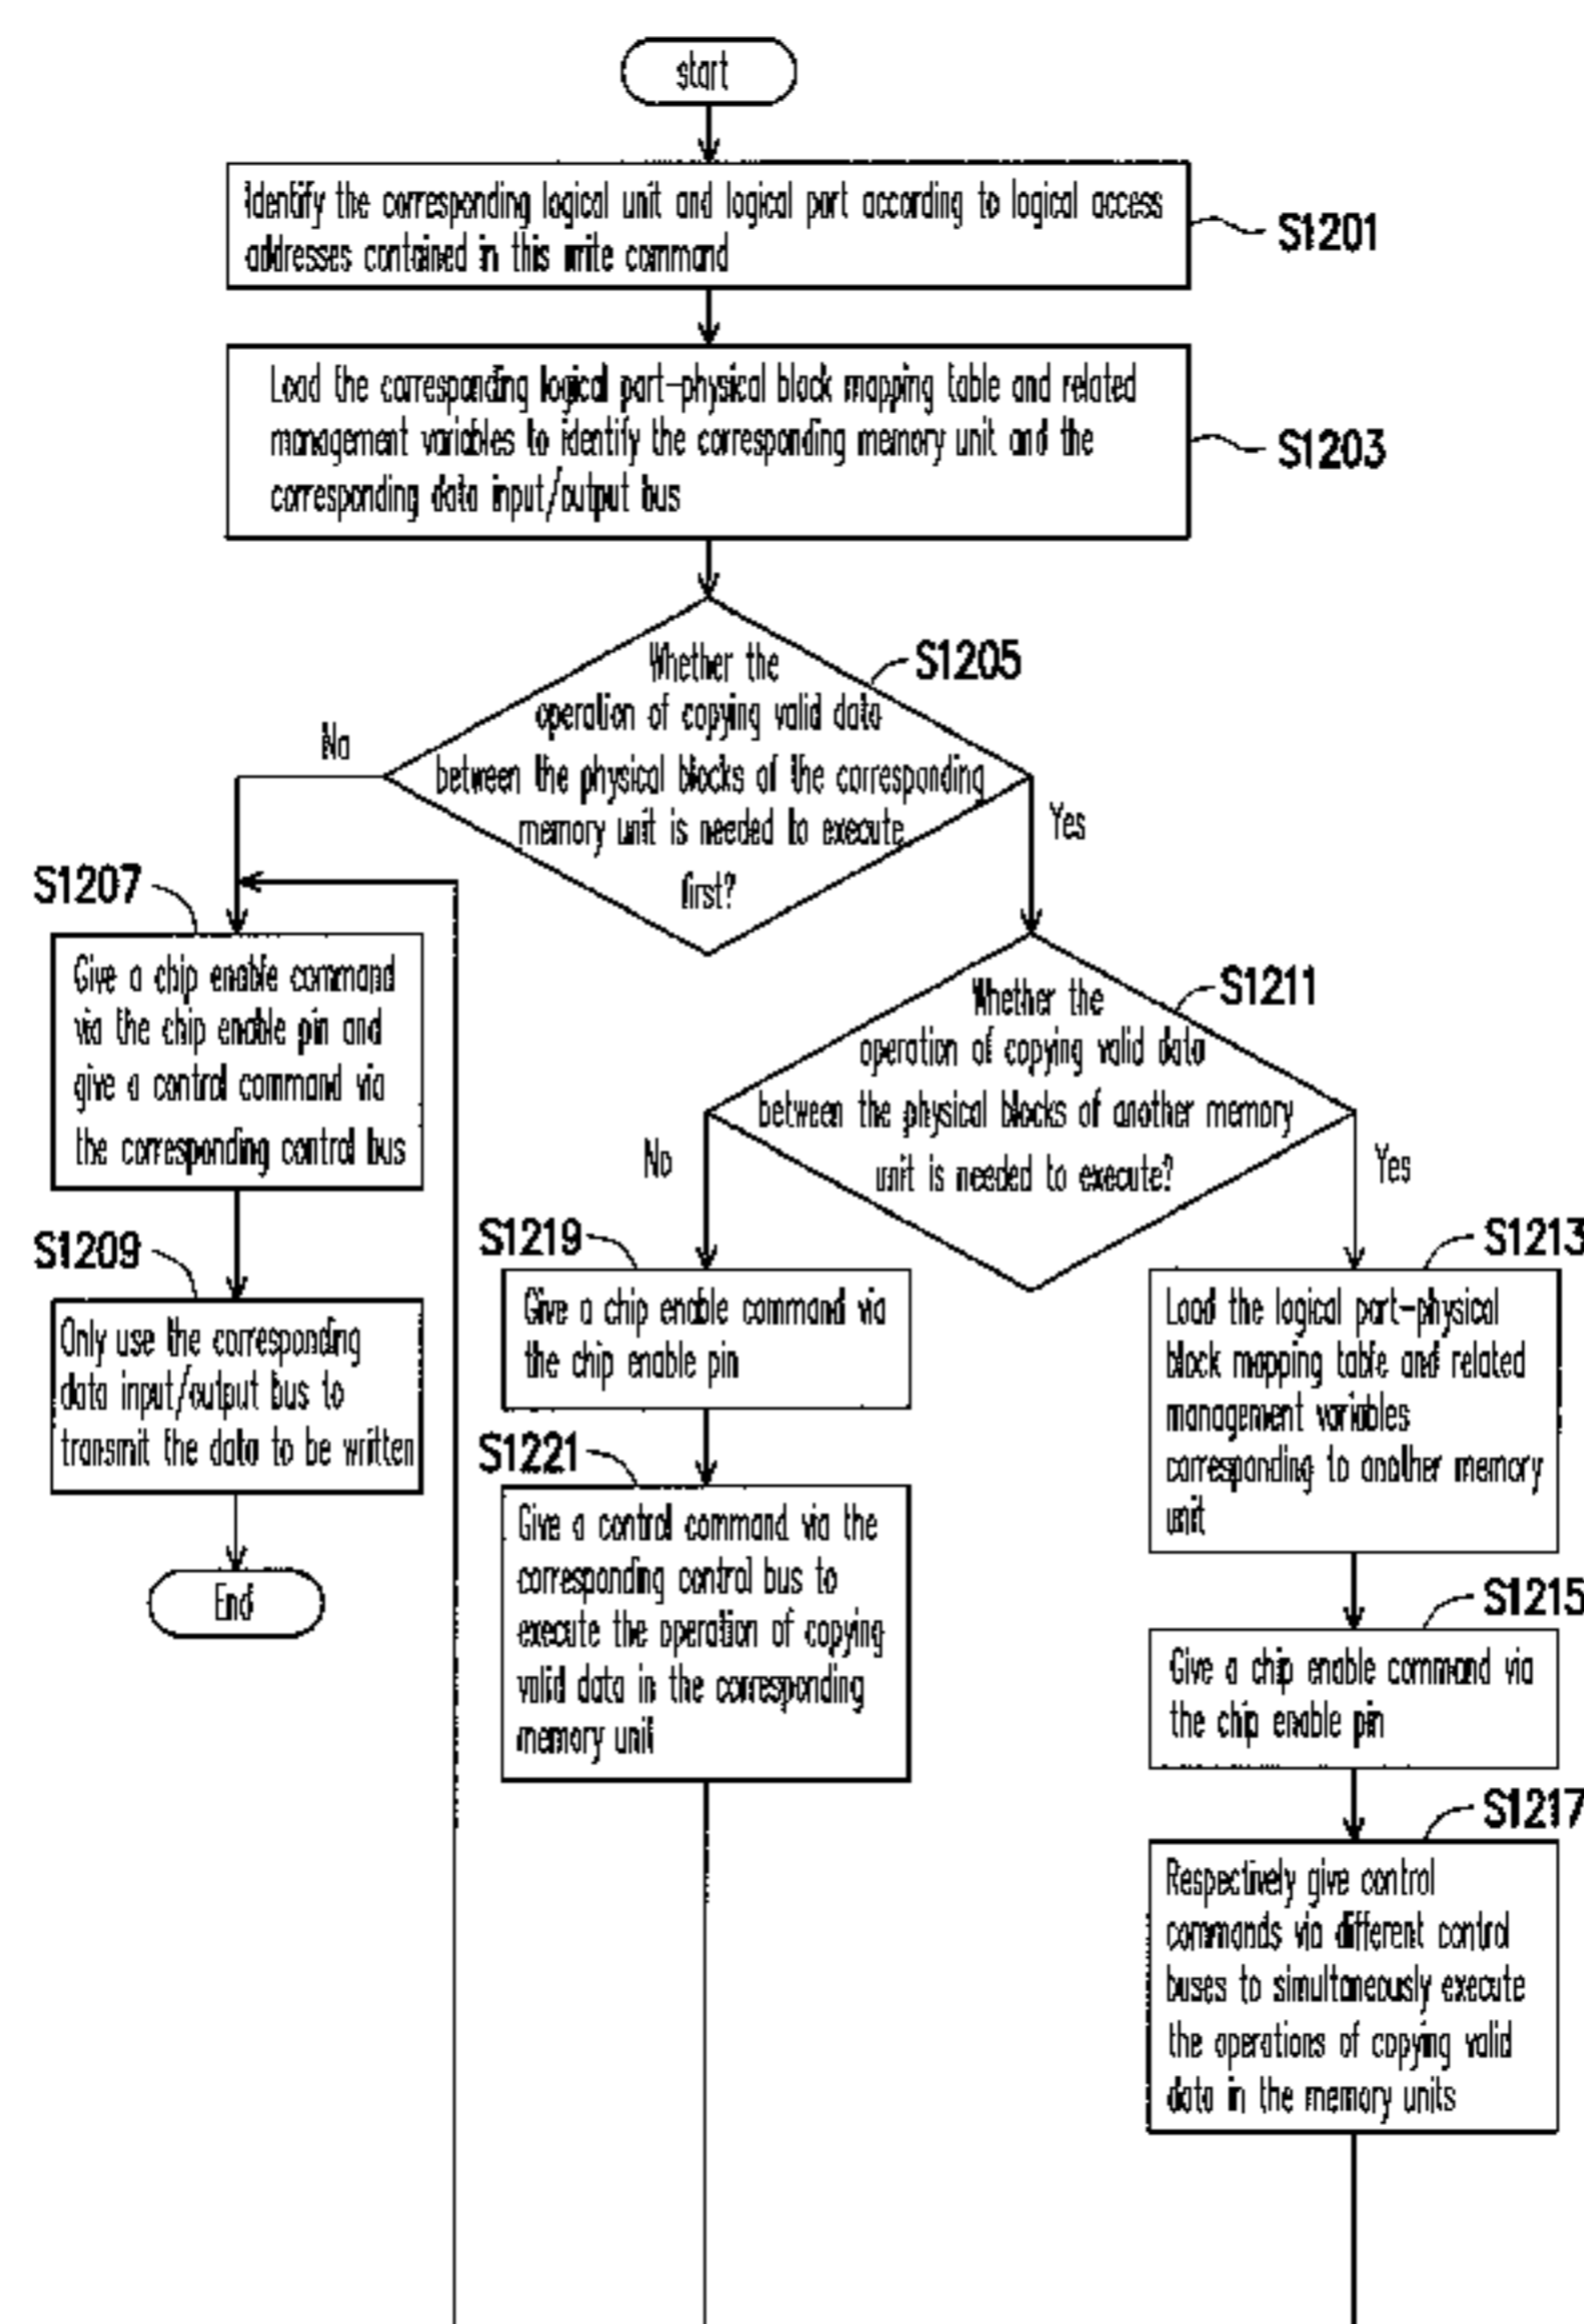 start
Identify the corresponding logical unit and logical part according to logical access
addresses contained in this write command
S1201
Load the corresponding logical part-physical block mapping table and related
management variables to identify the corresponding memory unit and the
corresponding data input/output bus
S1203
Whether the
operation of copying valid data
between the physical blocks of the corresponding
memory unit is needed to execute
first?
S1205
No
Yes
S1207
Give a chip enable command
via the chip enable pin and
give a control command via
the corresponding control bus
S1209
Only use the corresponding
data input/output bus to
transmit the data to be written
End
Whether the
operation of copying valid data
between the physical blocks of another memory
unit is needed to execute?
S1211
No
Yes
S1219
Give a chip enable command via
the chip enable pin
S1221
Give a control command via the
corresponding control bus to
execute the operation of copying
valid data in the corresponding
memory unit
S1213
Load the logical part-physical
block mapping table and related
management variables
corresponding to another memory
unit
S1215
Give a chip enable command via
the chip enable pin
S1217
Respectively give control
commands via different control
buses to simultaneously execute
the operations of copying valid
data in the memory units